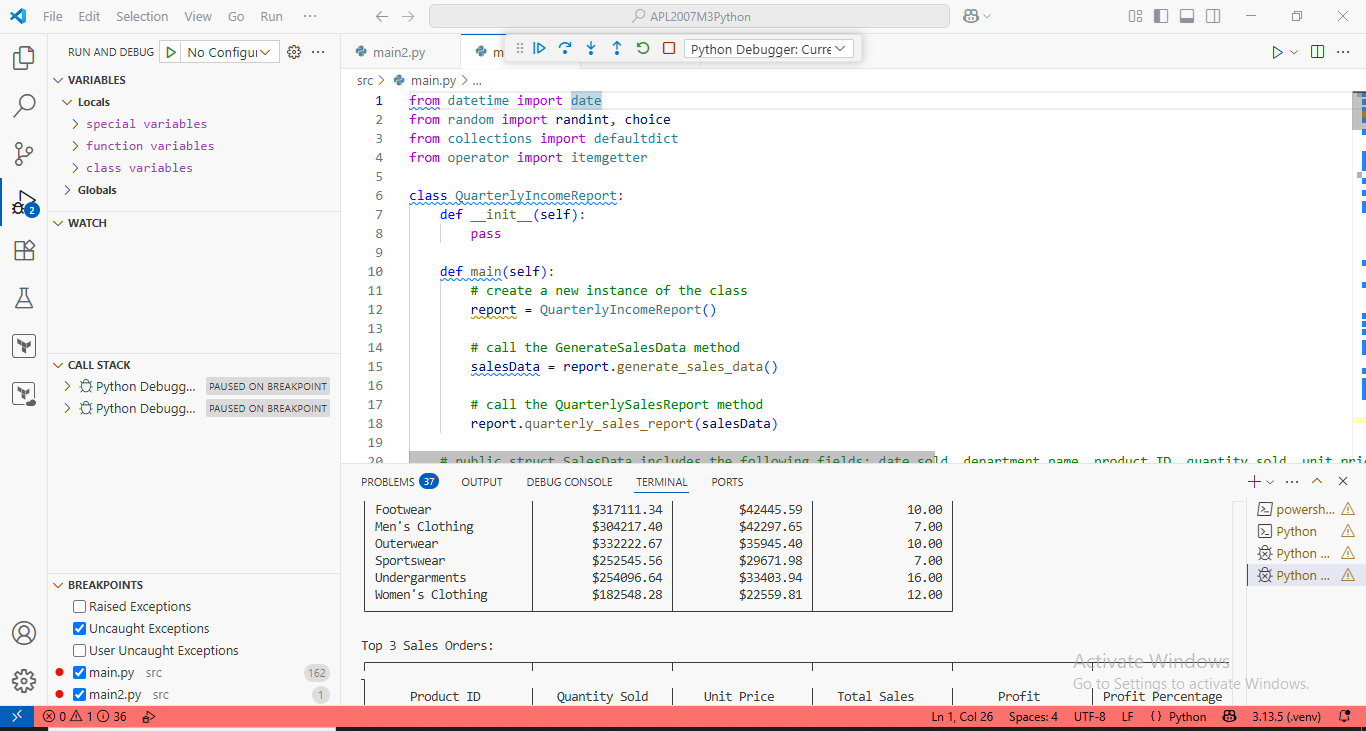 File Edit Selection View Go Run ··· APL2007M3Python
RUN AND DEBUG No Configur ···
VARIABLES
Locals
special variables
function variables
class variables
Globals
WATCH
CALL STACK
Python Debugg... PAUSED ON BREAKPOINT
Python Debugg... PAUSED ON BREAKPOINT
BREAKPOINTS
Raised Exceptions
Uncaught Exceptions
User Uncaught Exceptions
main.py src 162
main2.py src 1
2
main2.py
Python Debugger: Curre
src > main.py > ...
1 from datetime import date
2 from random import randint, choice
3 from collections import defaultdict
4 from operator import itemgetter
5
6 class QuarterlyIncomeReport:
7 def __init__(self):
8 pass
9
10 def main(self):
11 # create a new instance of the class
12 report = QuarterlyIncomeReport()
13
14 # call the GenerateSalesData method
15 salesData = report.generate_sales_data()
16
17 # call the QuarterlySalesReport method
18 report.quarterly_sales_report(salesData)
19
20 # public struct SalesData includes the following fields: date sold, department name, product ID, quantity sold, unit pri
PROBLEMS 37 OUTPUT DEBUG CONSOLE TERMINAL PORTS
Footwear $317111.34 $42445.59 10.00
Men's Clothing $304217.40 $42297.65 7.00
Outerwear $332222.67 $35945.40 10.00
Sportswear $252545.56 $29671.98 7.00
Undergarments $254096.64 $33403.94 16.00
Women's Clothing $182548.28 $22559.81 12.00
Top 3 Sales Orders:
Product ID Quantity Sold Unit Price Total Sales Profit Profit Percentage
powersh...
Python
Python ...
Python ...
Activate Windows
Go to Settings to activate Windows.
0 1 36 Ln 1, Col 26 Spaces: 4 UTF-8 LF {} Python 3.13.5 (.venv)